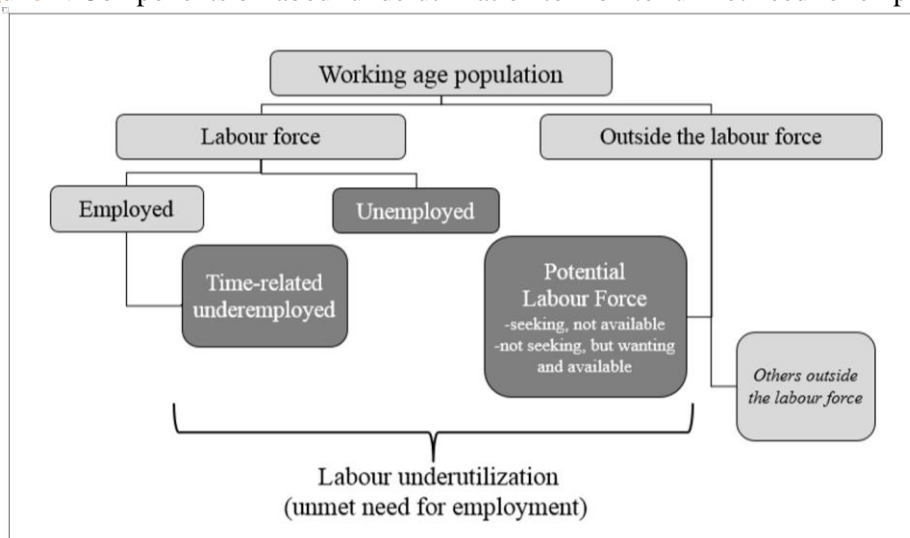 Working age population
Labour force
Outside the labour force
Employed
Unemployed
Time-related
underemployed
Potential
Labour Force
-seeking, not available
-not seeking, but wanting
and available
Others outside
the labour force
Labour underutilization
(unmet need for employment)